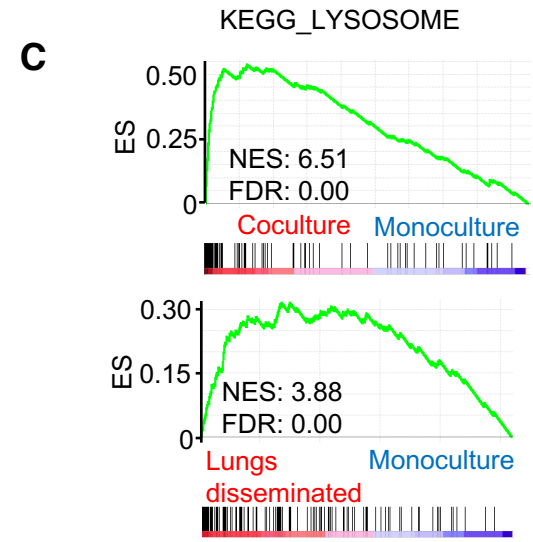 KEGG_LYSOSOME
C
0.50
0.25
0
ES
NES: 6.51
FDR: 0.00
Coculture Monoculture
0.30
0.15
0
ES
NES: 3.88
FDR: 0.00
Lungs Monoculture
disseminated